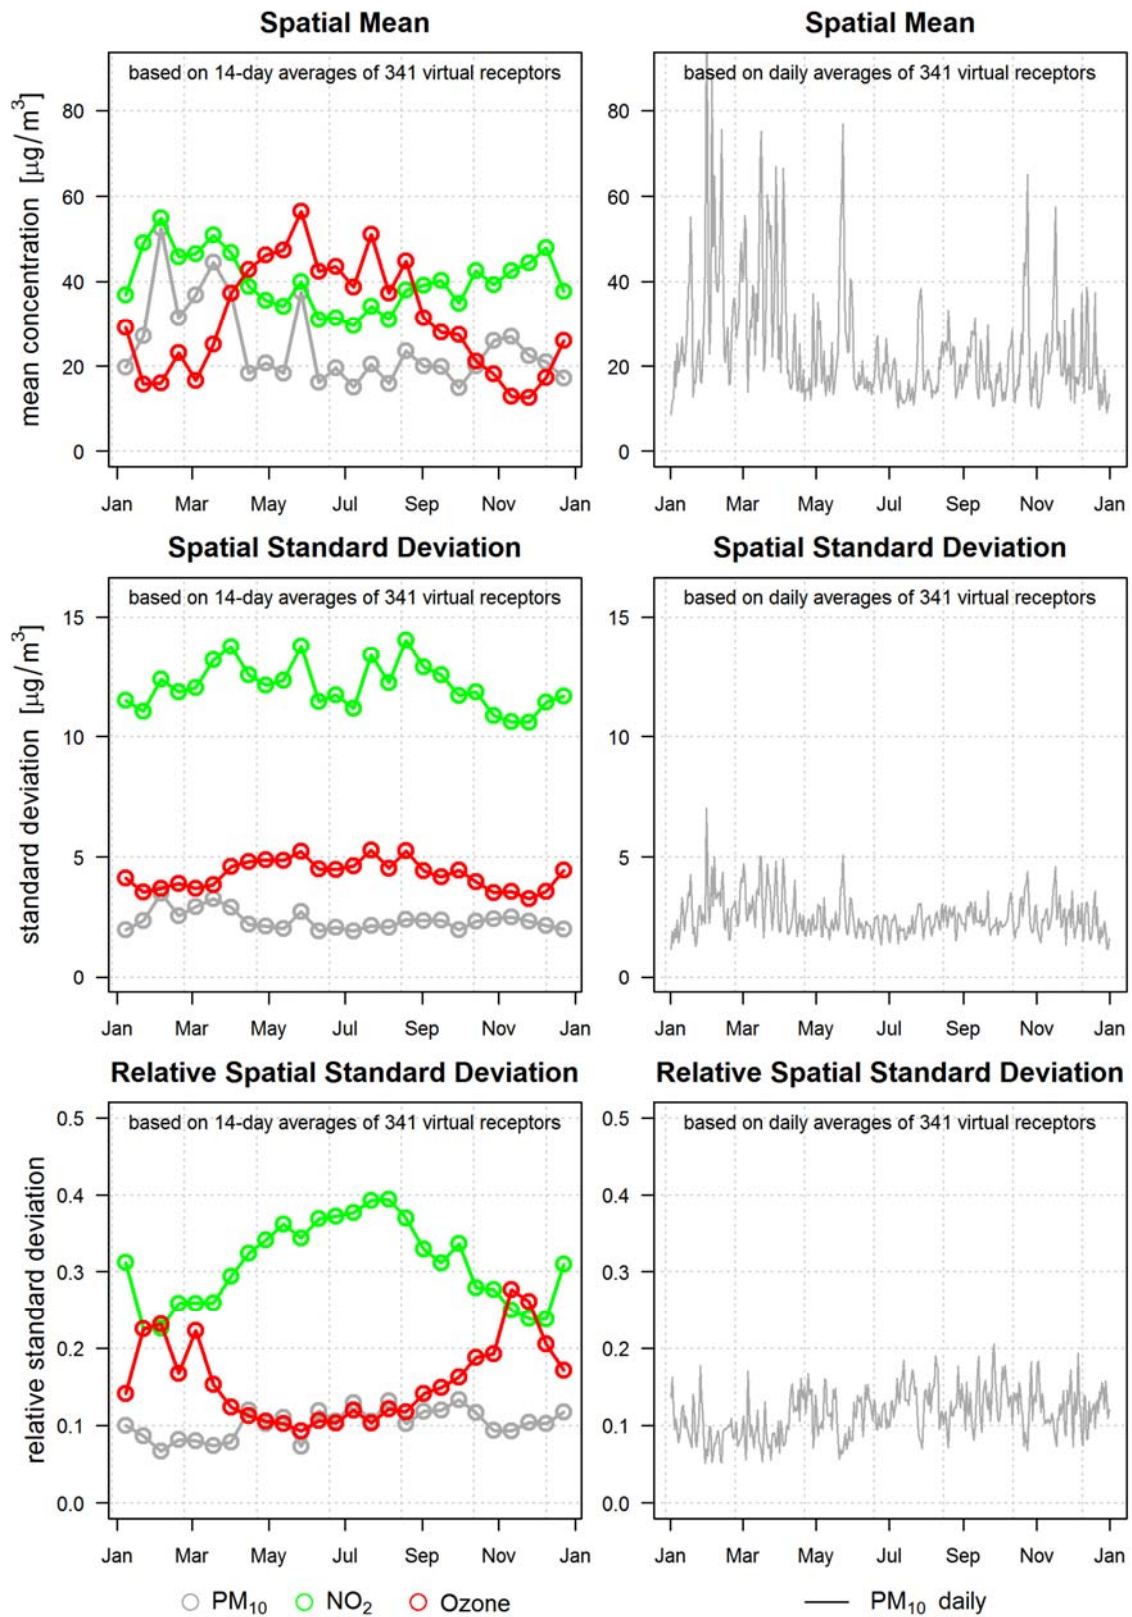 Spatial Mean
Spatial Mean
based on 14-day averages of 341 virtual receptors
based on daily averages of 341 virtual receptors
mean concentration [μg/m³]
80
60
40
20
0
80
60
40
20
0
Jan Mar May Jul Sep Nov Jan
Jan Mar May Jul Sep Nov Jan
Spatial Standard Deviation
Spatial Standard Deviation
based on 14-day averages of 341 virtual receptors
based on daily averages of 341 virtual receptors
standard deviation [μg/m³]
15
10
5
0
15
10
5
0
Jan Mar May Jul Sep Nov Jan
Jan Mar May Jul Sep Nov Jan
Relative Spatial Standard Deviation
Relative Spatial Standard Deviation
based on 14-day averages of 341 virtual receptors
based on daily averages of 341 virtual receptors
relative standard deviation
0.5
0.4
0.3
0.2
0.1
0.0
0.5
0.4
0.3
0.2
0.1
0.0
Jan Mar May Jul Sep Nov Jan
Jan Mar May Jul Sep Nov Jan
PM₁₀ NO₂ Ozone
PM₁₀ daily